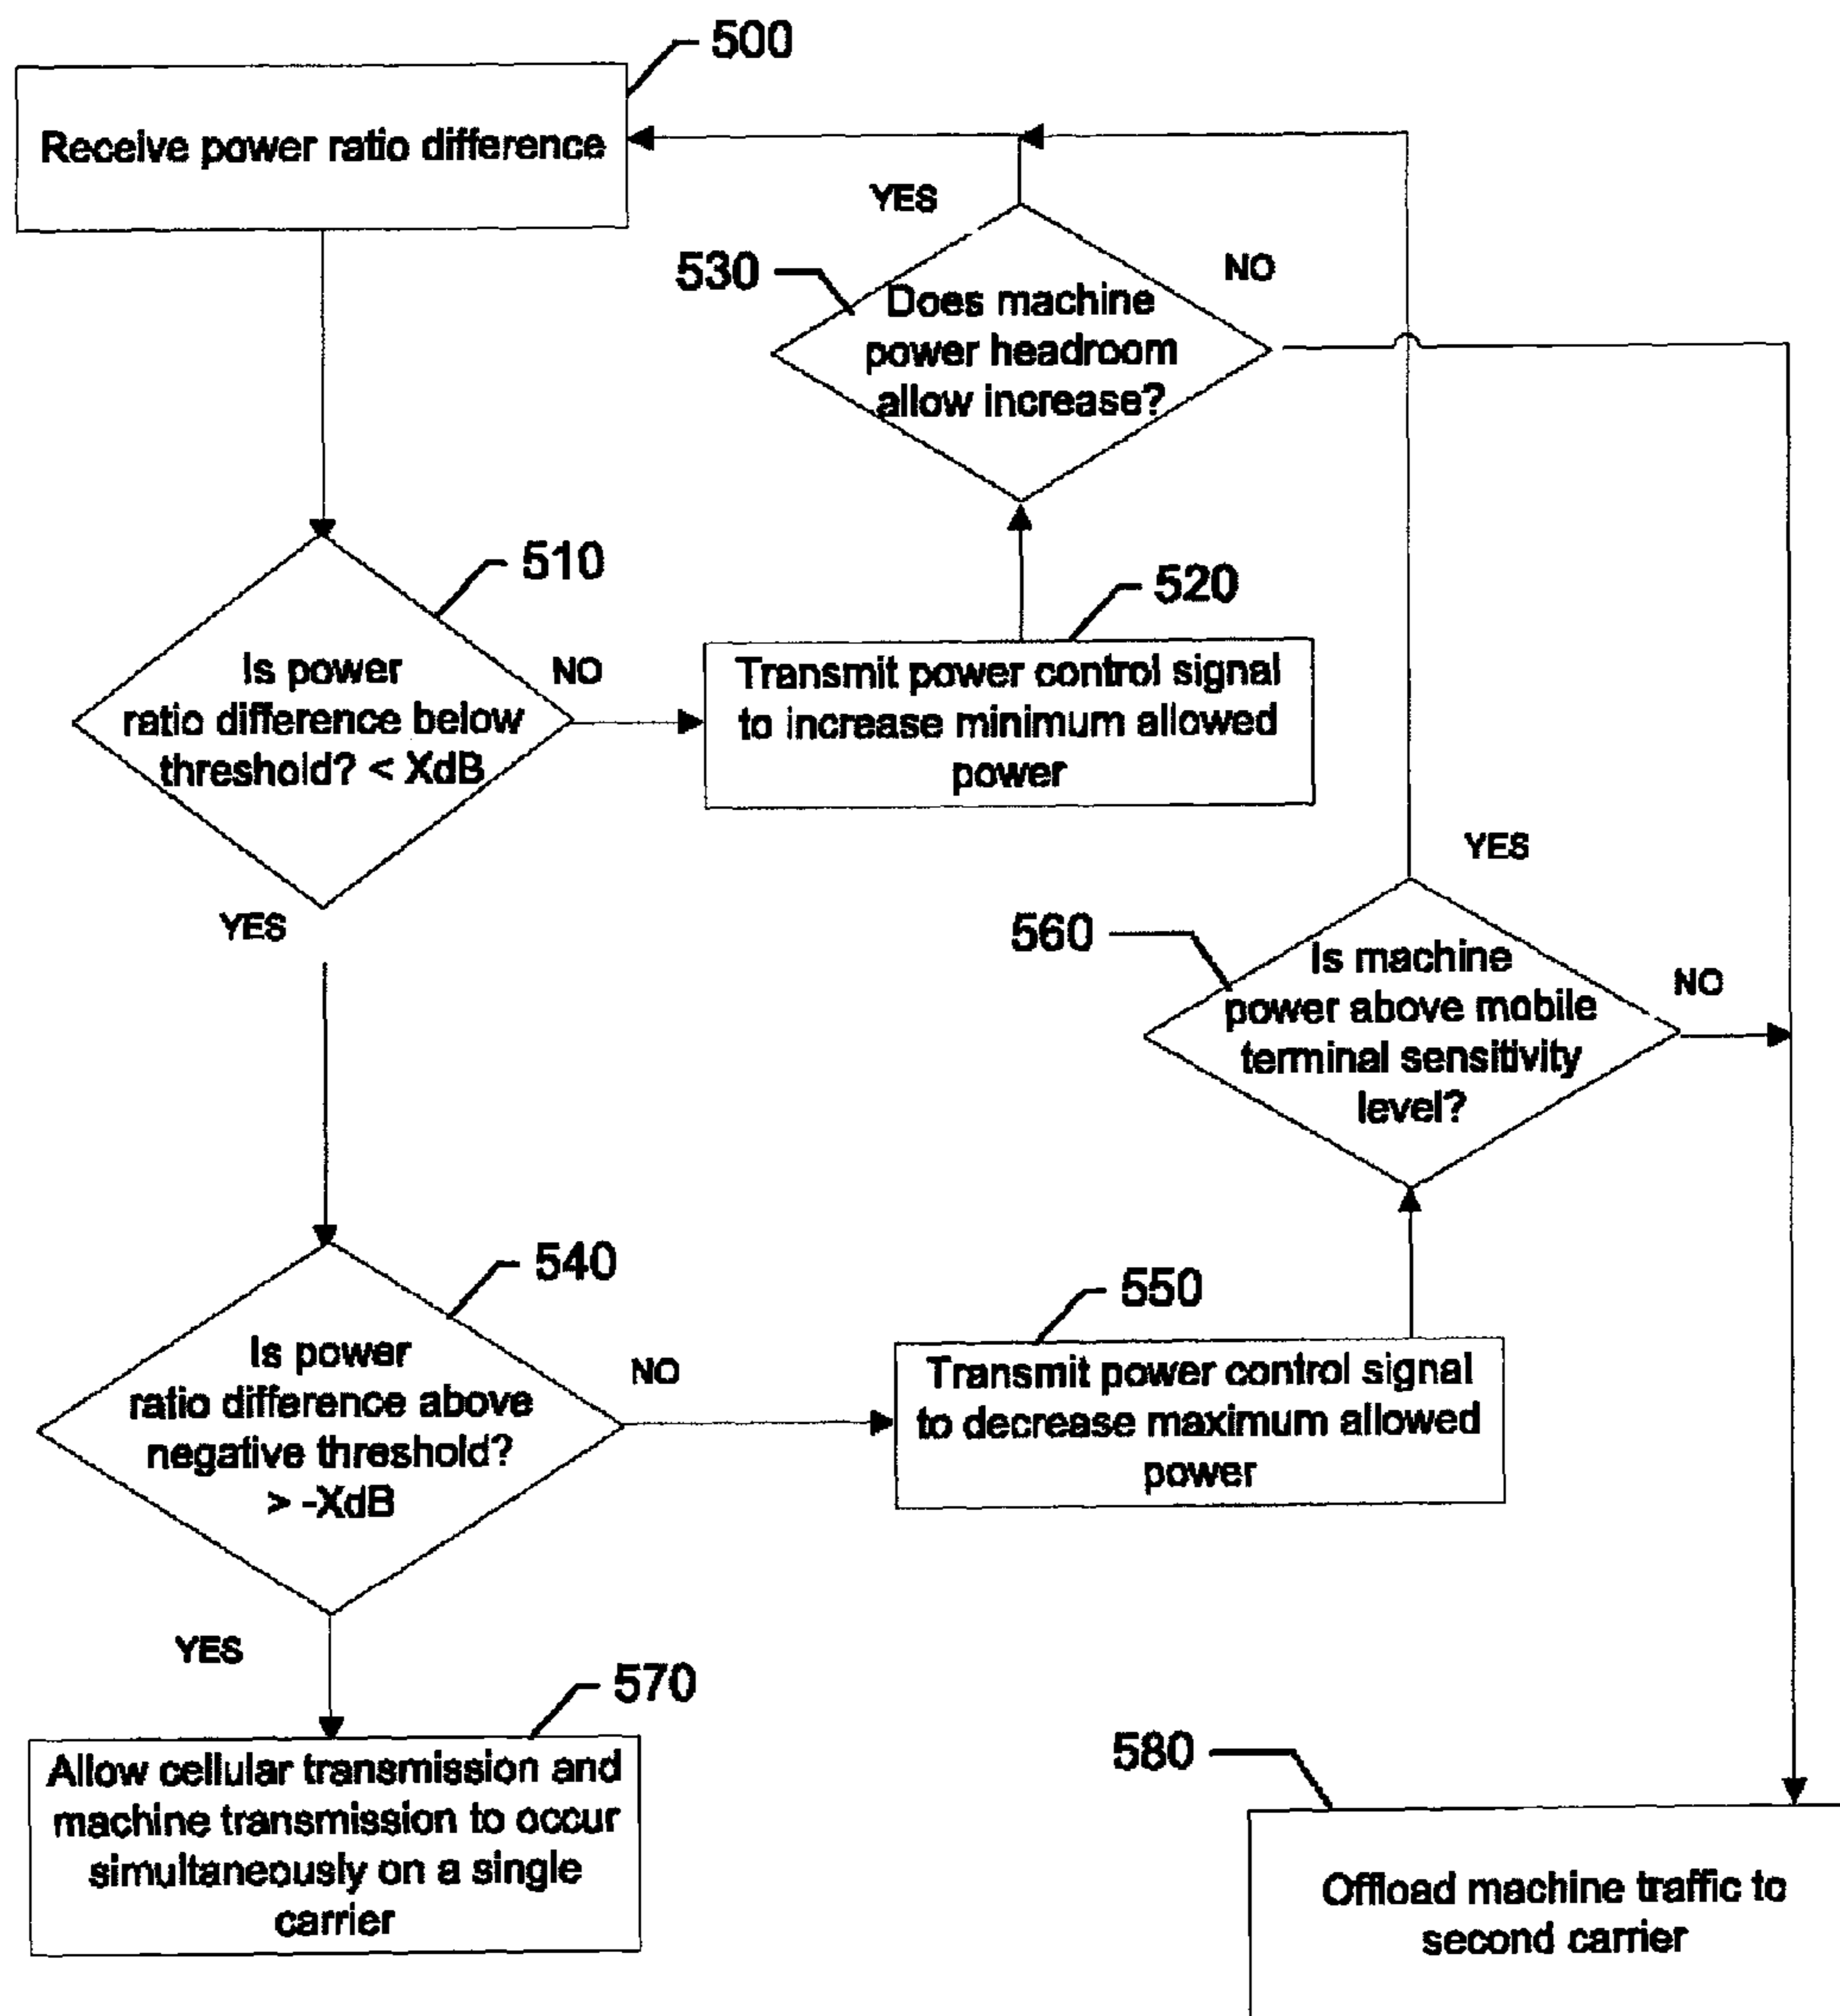 500
Receive power ratio difference
YES
530
NO
Does machine
power headroom
allow increase?
510
520
Is power
ratio difference below
threshold? < XdB
NO
Transmit power control signal
to increase minimum allowed
power
YES
YES
560
Is machine
power above mobile
terminal sensitivity
level?
NO
540
550
Is power
ratio difference above
negative threshold?
> -XdB
NO
Transmit power control signal
to decrease maximum allowed
power
YES
570
580
Allow cellular transmission and
machine transmission to occur
simultaneously on a single
carrier
Offload machine traffic to
second carrier